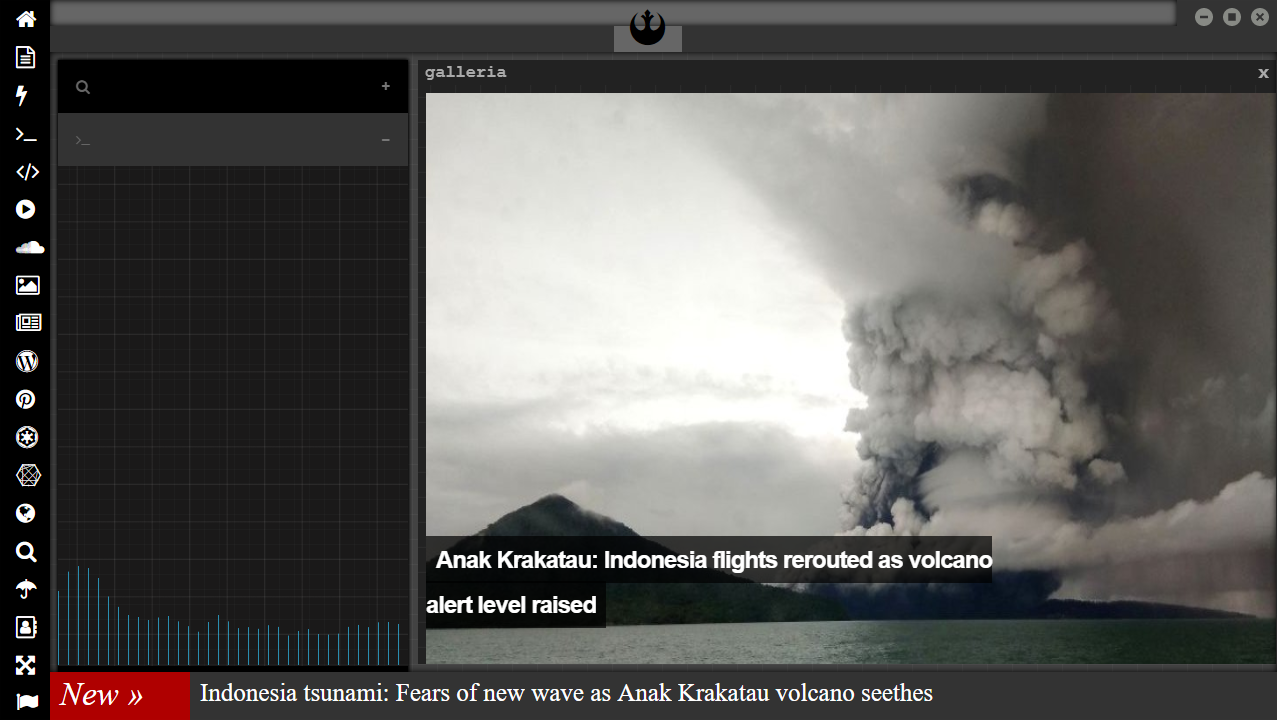 galleria
x
+
>_
−
Anak Krakatau: Indonesia flights rerouted as volcano
alert level raised
New »
Indonesia tsunami: Fears of new wave as Anak Krakatau volcano seethes